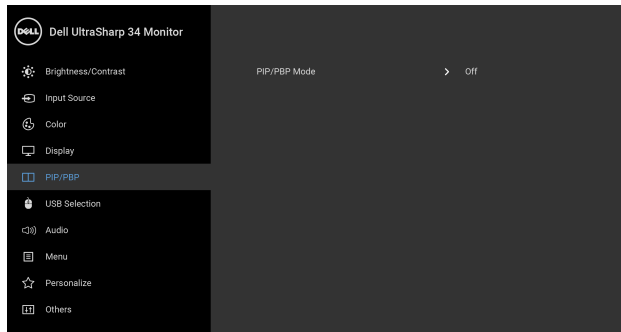 DELL Dell UltraSharp 34 Monitor
Brightness/Contrast
PIP/PBP Mode Off
Input Source
Color
Display
PIP/PBP
USB Selection
Audio
Menu
Personalize
Others